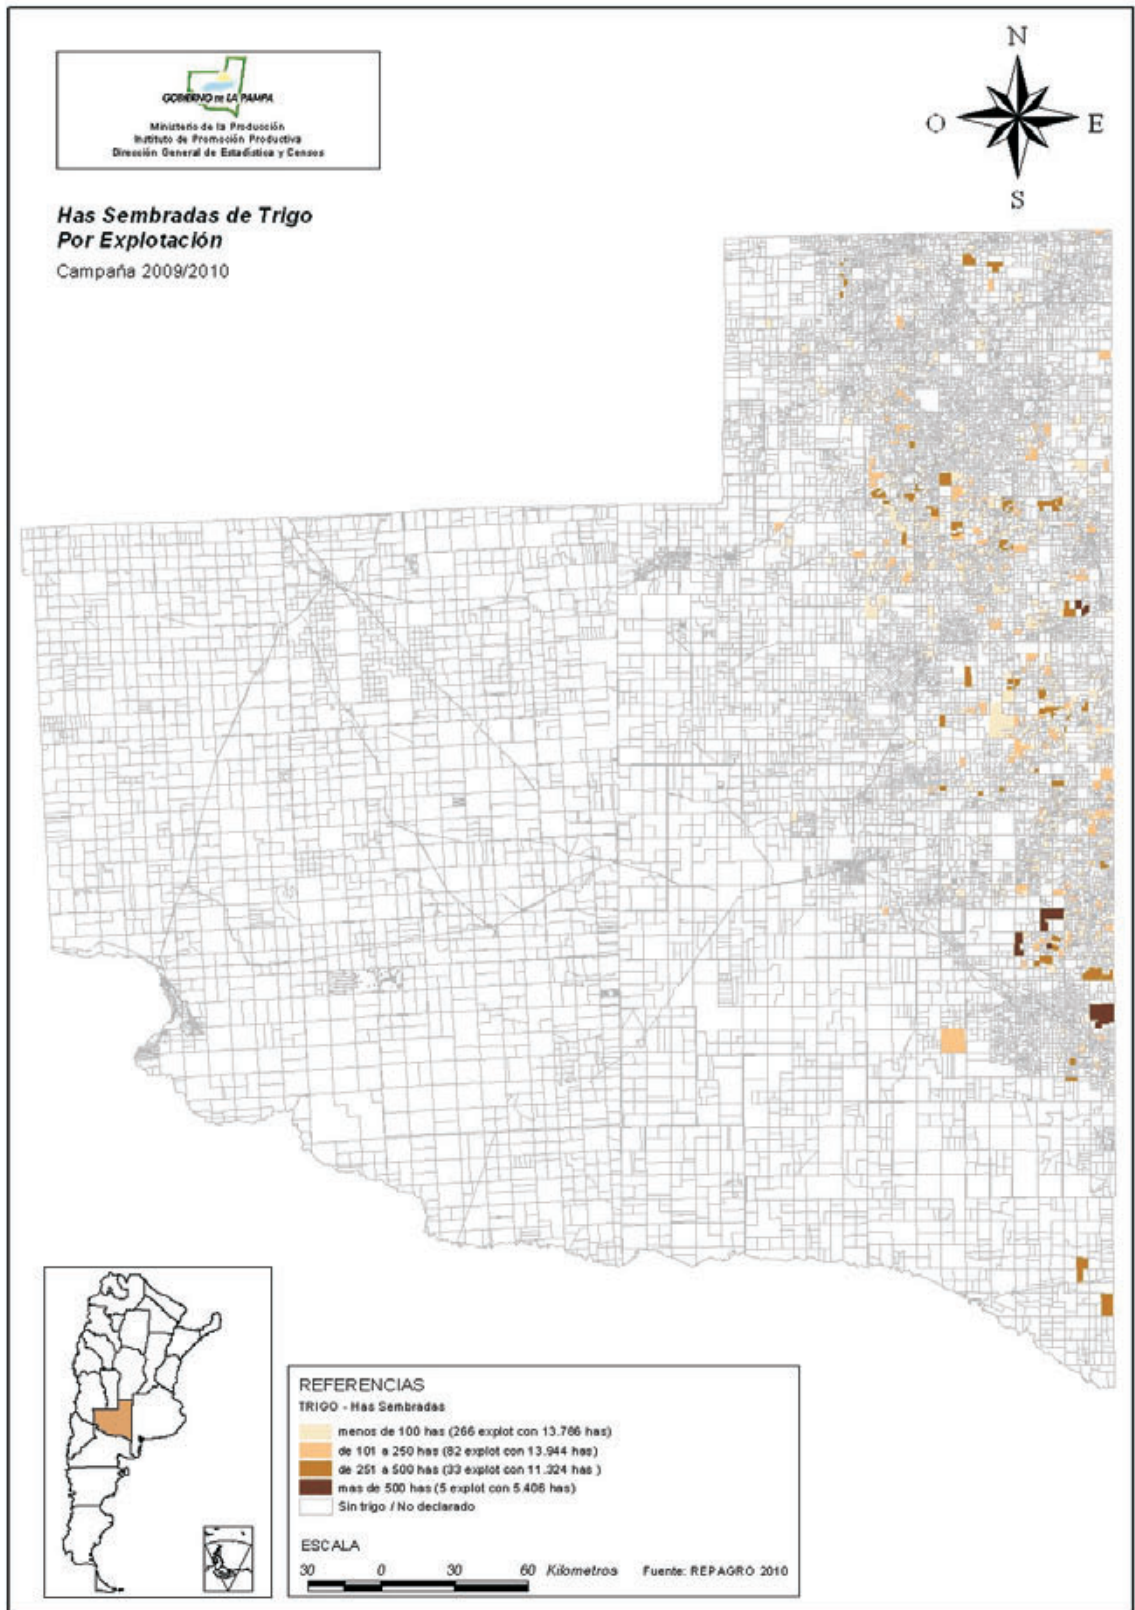 GOBIERNO DE LA PAMPA
Ministerio de la Producción
Instituto de Promoción Productiva
Dirección General de Estadística y Censos
N
O
E
S
Has Sembradas de Trigo
Por Explotación
Campaña 2009/2010
REFERENCIAS
TRIGO - Has Sembradas
menos de 100 has (266 explot con 13.786 has)
de 101 a 250 has (82 explot con 13.944 has)
de 251 a 500 has (33 explot con 11.324 has )
mas de 500 has (5 explot con 5.406 has)
Sin trigo / No declarado
ESCALA
30 0 30 60 Kilometros Fuente: REPAGRO 2010